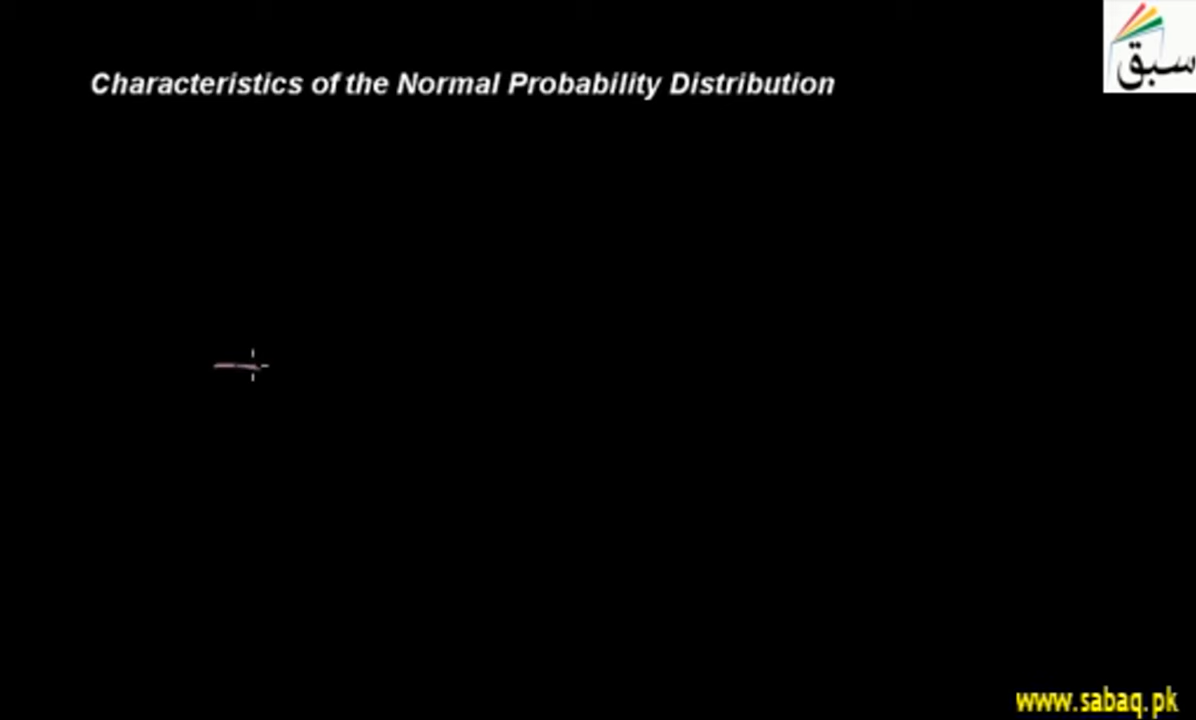 سبق
Characteristics of the Normal Probability Distribution
www.sabaq.pk